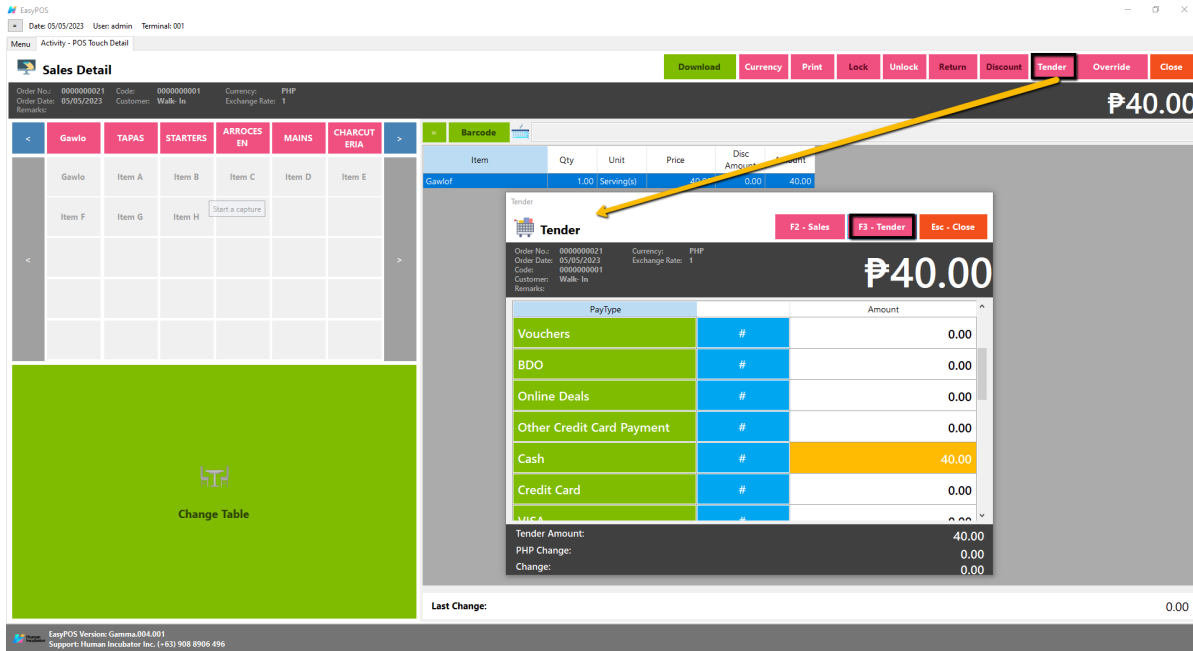 EasyPOS
Date: 05/05/2023 User: admin Terminal: 001
Menu Activity - POS Touch Detail
Sales Detail
Download Currency Print Lock Unlock Return Discount Tender Override Close
Order No.: 0000000021 Code: 0000000001 Currency: PHP
Order Date: 05/05/2023 Customer: Walk- In Exchange Rate: 1
Remarks:
₱40.00
< Gawlo TAPAS STARTERS ARROCES EN MAINS CHARCUT ERIA >
Gawlo Item A Item B Item C Item D Item E
Item F Item G Item H Start a capture
< >
Change Table
Barcode
Item Qty Unit Price Disc Amount
Gawlof 1.00 Serving(s) 0.00 40.00
Tender
Tender
F2 - Sales F3 - Tender Esc - Close
Order No.: 0000000021 Currency: PHP
Order Date: 05/05/2023 Exchange Rate: 1
Code: 0000000001
Customer: Walk- In
Remarks:
₱40.00
PayType Amount
Vouchers # 0.00
BDO # 0.00
Online Deals # 0.00
Other Credit Card Payment # 0.00
Cash # 40.00
Credit Card # 0.00
VISA # 0.00
Tender Amount: 40.00
PHP Change: 0.00
Change: 0.00
Last Change: 0.00
Human Incubator
EasyPOS Version: Gamma.004.001
Support: Human Incubator Inc. (+63) 908 8906 496